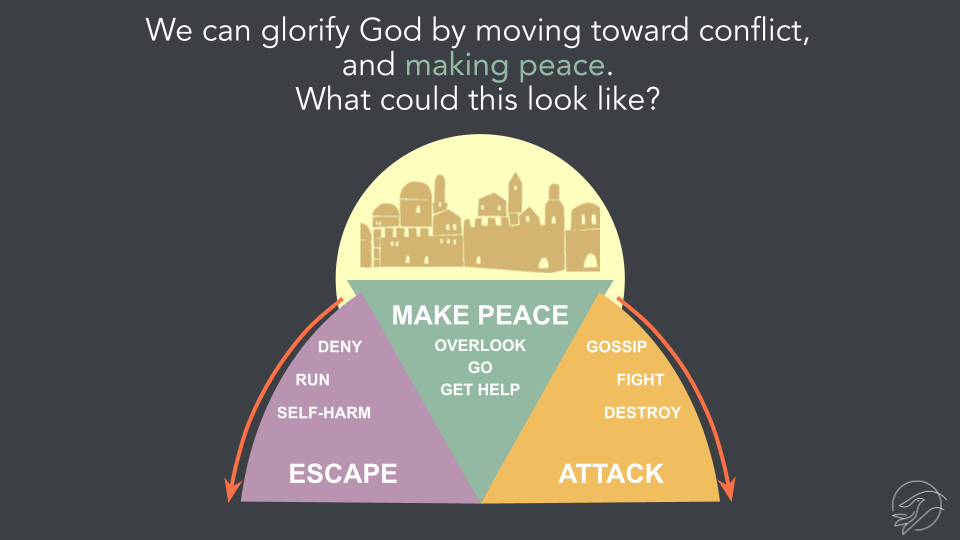 We can glorify God by moving toward conflict,
and making peace.
What could this look like?
MAKE PEACE
OVERLOOK
GO
GET HELP
DENY
RUN
SELF-HARM
ESCAPE
GOSSIP
FIGHT
DESTROY
ATTACK